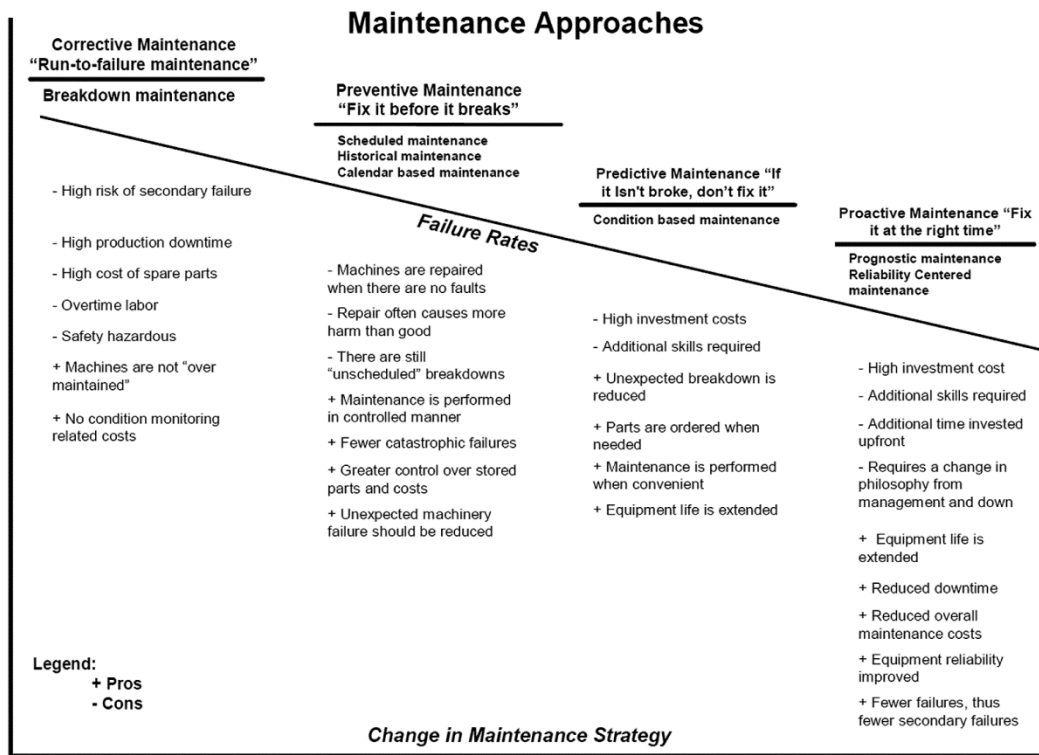 Maintenance Approaches
Corrective Maintenance
“Run-to-failure maintenance”
Breakdown maintenance
- High risk of secondary failure
- High production downtime
- High cost of spare parts
- Overtime labor
- Safety hazardous
+ Machines are not “over
maintained”
+ No condition monitoring
related costs
Preventive Maintenance
“Fix it before it breaks”
Scheduled maintenance
Historical maintenance
Calendar based maintenance
Failure Rates
- Machines are repaired
when there are no faults
- Repair often causes more
harm than good
- There are still
“unscheduled” breakdowns
+ Maintenance is performed
in controlled manner
+ Fewer catastrophic failures
+ Greater control over stored
parts and costs
+ Unexpected machinery
failure should be reduced
Predictive Maintenance “If
it Isn't broke, don’t fix it”
Condition based maintenance
- High investment costs
- Additional skills required
+ Unexpected breakdown is
reduced
+ Parts are ordered when
needed
+ Maintenance is performed
when convenient
+ Equipment life is extended
Proactive Maintenance “Fix
it at the right time”
Prognostic maintenance
Reliability Centered
maintenance
- High investment cost
- Additional skills required
- Additional time invested
upfront
- Requires a change in
philosophy from
management and down
+ Equipment life is
extended
+ Reduced downtime
+ Reduced overall
maintenance costs
+ Equipment reliability
improved
+ Fewer failures, thus
fewer secondary failures
Legend:
+ Pros
- Cons
Change in Maintenance Strategy